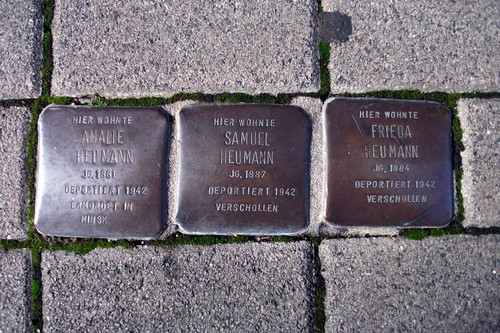 HIER WOHNTE
AMALIE
HEUMANN
JG. 1861
DEPORTIERT 1942
ERMORDET IN
MINSK
HIER WOHNTE
SAMUEL
HEUMANN
JG. 1887
DEPORTIERT 1942
VERSCHOLLEN
HIER WOHNTE
FRIEDA
HEUMANN
JG. 1884
DEPORTIERT 1942
VERSCHOLLEN